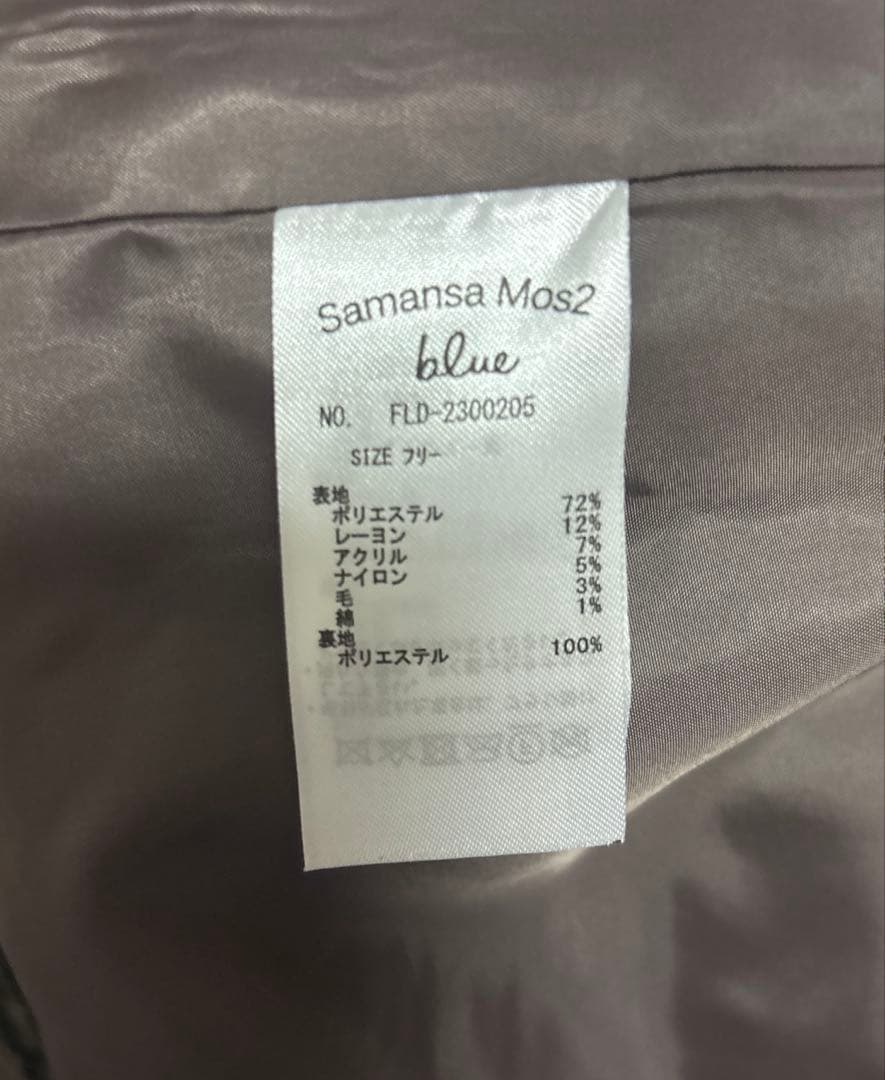 Samansa Mos2
blue
NO. FLD-2300205
SIZE フリー
表地
ポリエステル 72%
レーヨン 12%
アクリル 7%
ナイロン 5%
毛 3%
綿 1%
裏地
ポリエステル 100%